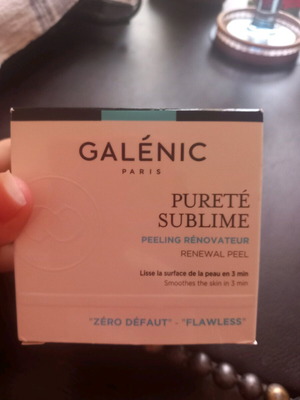 GALÉNIC
PARIS
PURETÉ
SUBLIME
PEELING RÉNOVATEUR
RENEWAL PEEL
Lisse la surface de la peau en 3 min
Smoothes the skin in 3 min
"ZÉRO DÉFAUT" - "FLAWLESS"